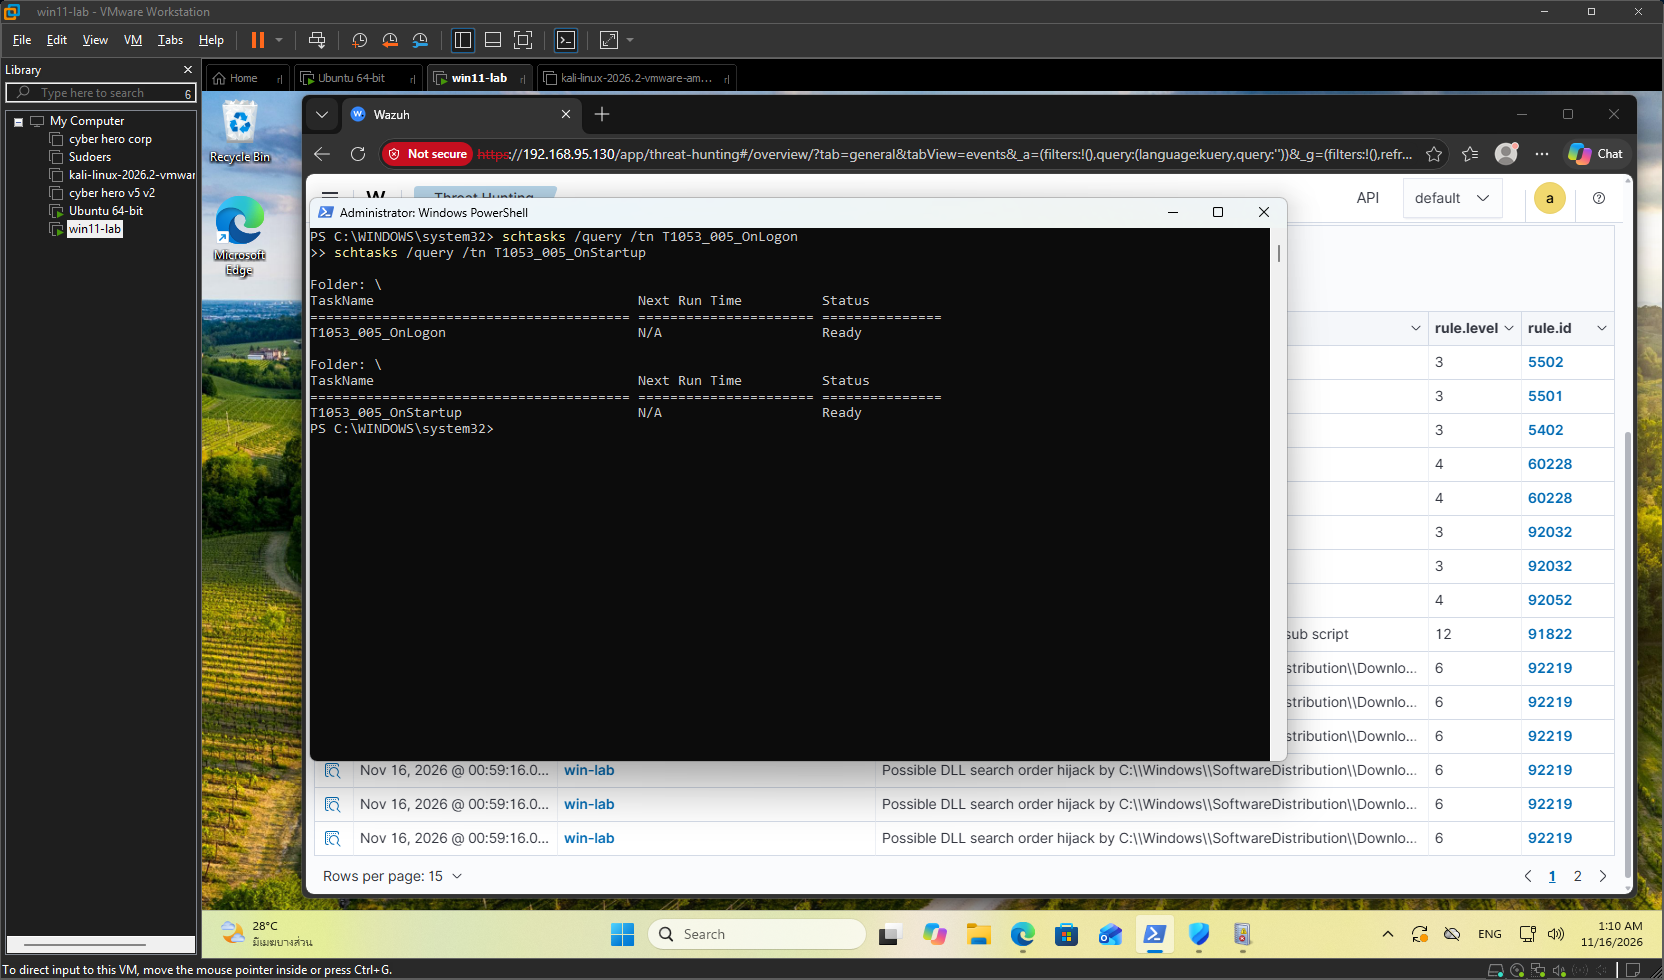 win11-lab - VMware Workstation
File Edit View VM Tabs Help
Library
Type here to search
My Computer
cyber hero corp
Sudoers
kali-linux-2026.2-vmwar
cyber hero v5 v2
Ubuntu 64-bit
win11-lab
Home
Ubuntu 64-bit
win11-lab
kali-linux-2026.2-vmware-am...
Recycle Bin
Microsoft
Edge
Wazuh
Not secure
https://192.168.95.130/app/threat-hunting#/overview/?tab=general&tabView=events&_a=(filters:!(),query:(language:kuery,query:''))&_g=(filters:!(),refr...
Chat
W
Threat Hunting
API
default
a
Administrator: Windows PowerShell
PS C:\WINDOWS\system32> schtasks /query /tn T1053_005_OnLogon
>> schtasks /query /tn T1053_005_OnStartup
Folder: \
TaskName Next Run Time Status
======================================== ====================== ===============
T1053_005_OnLogon N/A Ready
Folder: \
TaskName Next Run Time Status
======================================== ====================== ===============
T1053_005_OnStartup N/A Ready
PS C:\WINDOWS\system32>
rule.level rule.id
3 5502
3 5501
3 5402
4 60228
4 60228
3 92032
3 92032
4 92052
sub script 12 91822
stribution\\Downlo... 6 92219
stribution\\Downlo... 6 92219
stribution\\Downlo... 6 92219
Nov 16, 2026 @ 00:59:16.0... win-lab Possible DLL search order hijack by C:\\Windows\\SoftwareDistribution\\Downlo... 6 92219
Nov 16, 2026 @ 00:59:16.0... win-lab Possible DLL search order hijack by C:\\Windows\\SoftwareDistribution\\Downlo... 6 92219
Nov 16, 2026 @ 00:59:16.0... win-lab Possible DLL search order hijack by C:\\Windows\\SoftwareDistribution\\Downlo... 6 92219
Rows per page: 15
1 2
28°C
มีเมฆบางส่วน
Search
ENG
1:10 AM
11/16/2026
To direct input to this VM, move the mouse pointer inside or press Ctrl+G.